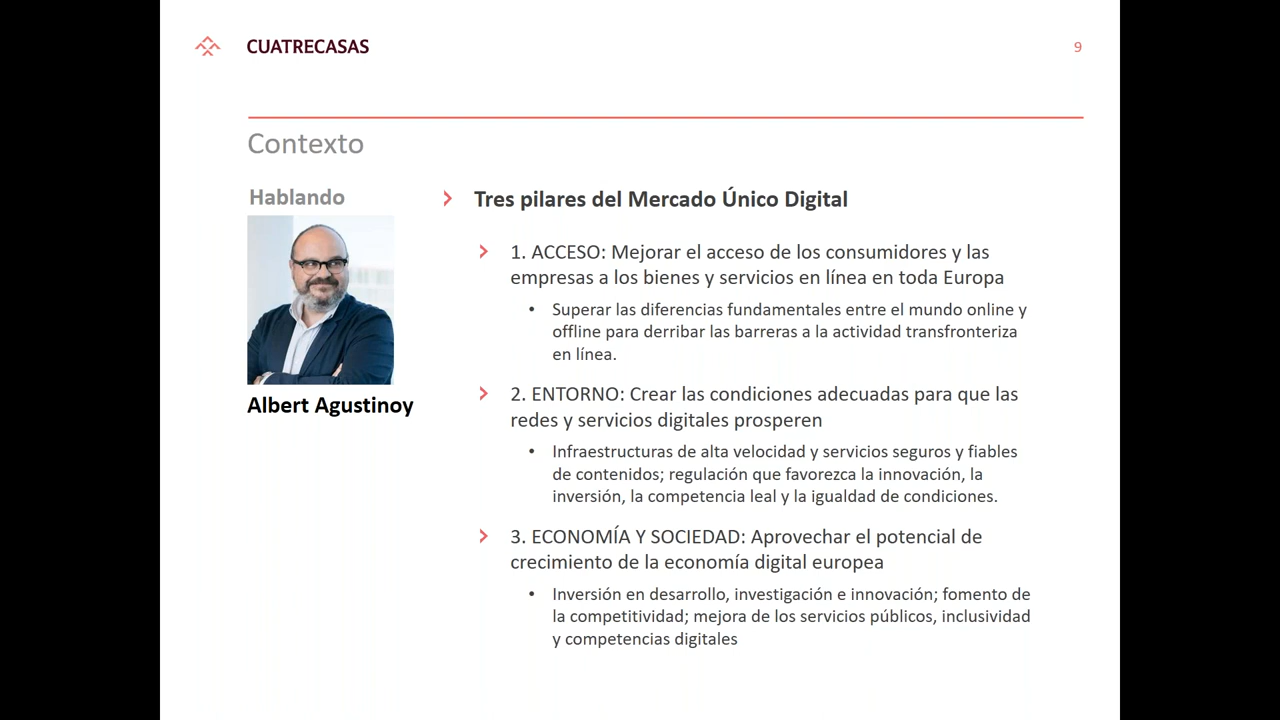 CUATRECASAS
9
Contexto
Hablando
Albert Agustinoy
Tres pilares del Mercado Único Digital
1. ACCESO: Mejorar el acceso de los consumidores y las
empresas a los bienes y servicios en línea en toda Europa
• Superar las diferencias fundamentales entre el mundo online y
offline para derribar las barreras a la actividad transfronteriza
en línea.
2. ENTORNO: Crear las condiciones adecuadas para que las
redes y servicios digitales prosperen
• Infraestructuras de alta velocidad y servicios seguros y fiables
de contenidos; regulación que favorezca la innovación, la
inversión, la competencia leal y la igualdad de condiciones.
3. ECONOMÍA Y SOCIEDAD: Aprovechar el potencial de
crecimiento de la economía digital europea
• Inversión en desarrollo, investigación e innovación; fomento de
la competitividad; mejora de los servicios públicos, inclusividad
y competencias digitales